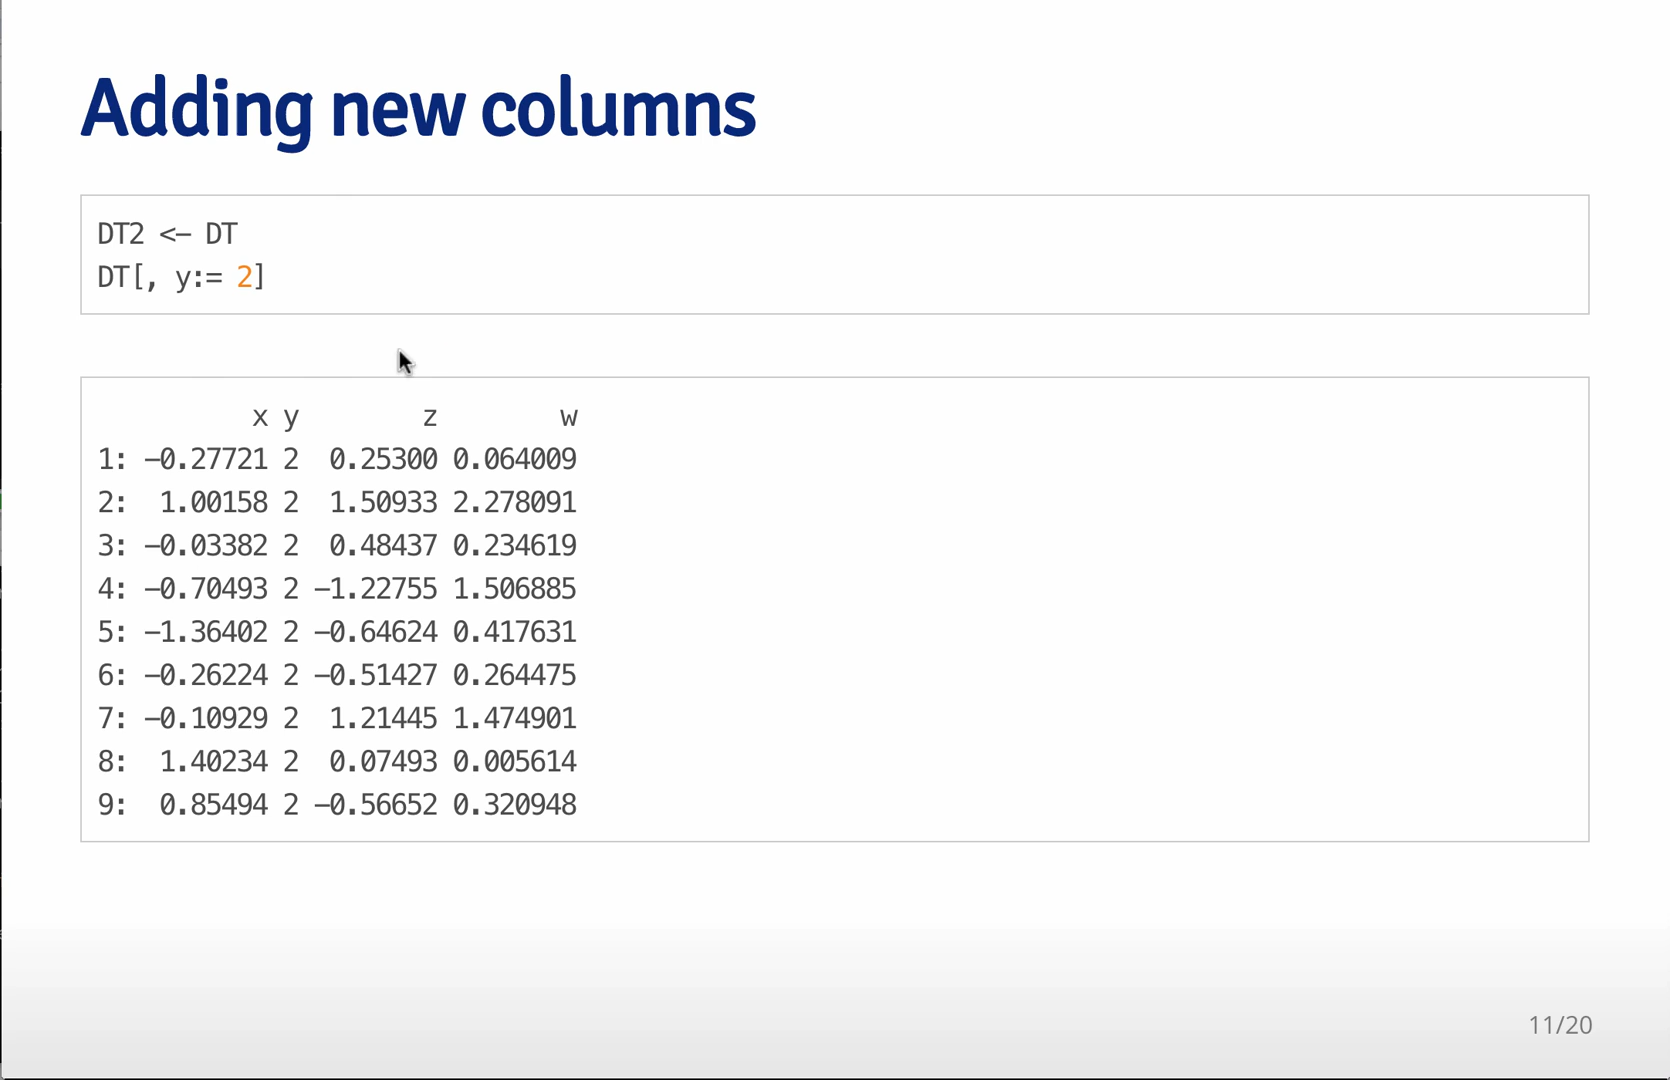 Adding new columns
DT2 <- DT
DT[, y:= 2]
x y z w
1: -0.27721 2 0.25300 0.064009
2: 1.00158 2 1.50933 2.278091
3: -0.03382 2 0.48437 0.234619
4: -0.70493 2 -1.22755 1.506885
5: -1.36402 2 -0.64624 0.417631
6: -0.26224 2 -0.51427 0.264475
7: -0.10929 2 1.21445 1.474901
8: 1.40234 2 0.07493 0.005614
9: 0.85494 2 -0.56652 0.320948
11/20